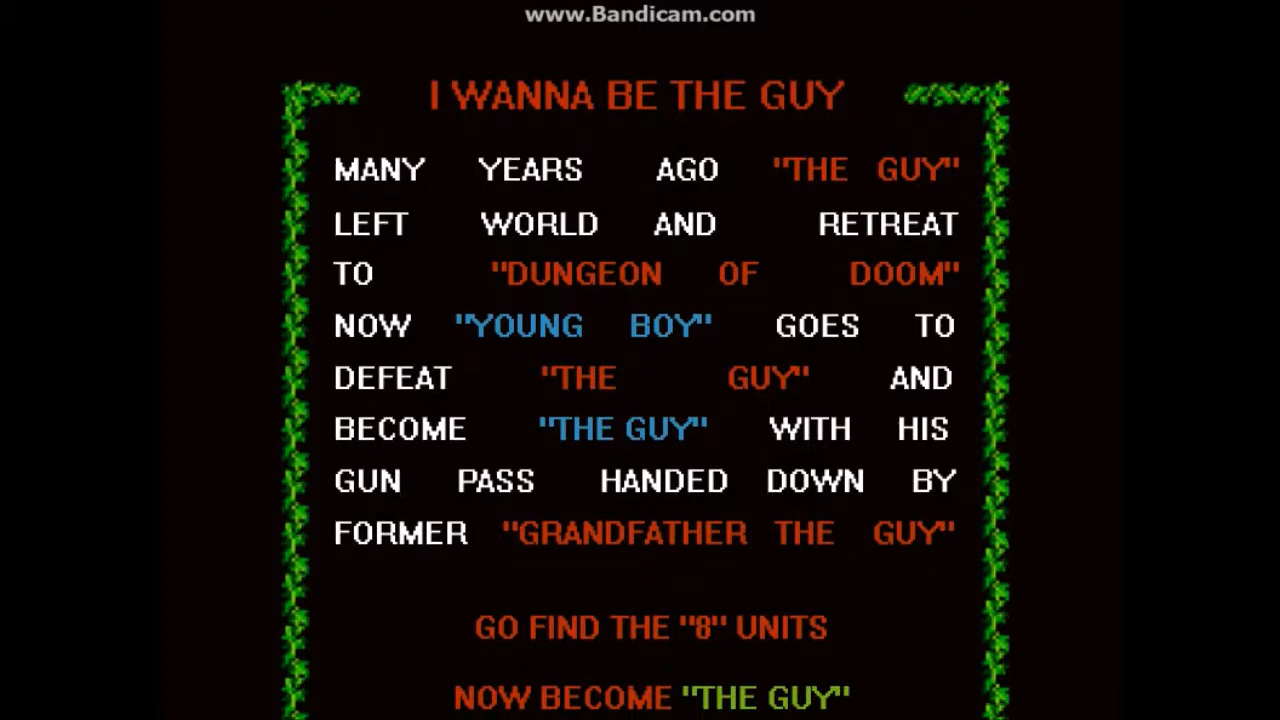 www.Bandicam.com
I WANNA BE THE GUY
MANY YEARS AGO "THE GUY"
LEFT WORLD AND RETREAT
TO "DUNGEON OF DOOM"
NOW "YOUNG BOY" GOES TO
DEFEAT "THE GUY" AND
BECOME "THE GUY" WITH HIS
GUN PASS HANDED DOWN BY
FORMER "GRANDFATHER THE GUY"
GO FIND THE "8" UNITS
NOW BECOME "THE GUY"